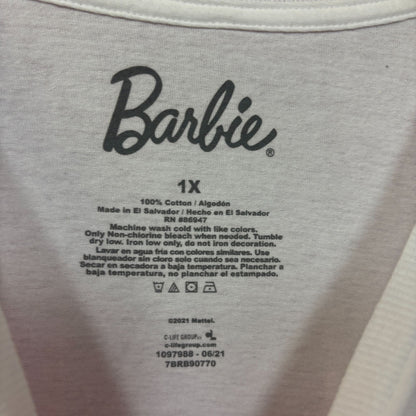 Barbie®
1X
100% Cotton / Algodón
Made in El Salvador / Hecho en El Salvador
RN #86947
Machine wash cold with like colors.
Only Non-chlorine bleach when needed. Tumble
dry low. Iron low only, do not iron decoration.
Lavar en agua fria con colores similares. Use
blanqueador sin cloro solo cuando sea necesario.
Secar en secadora a baja temperatura. Planchar a
baja temperatura, no planchar el estampado.
©2021 Mattel.
C-LIFE GROUP
c-lifegroup.com
1097988 - 06/21
7BRB90770